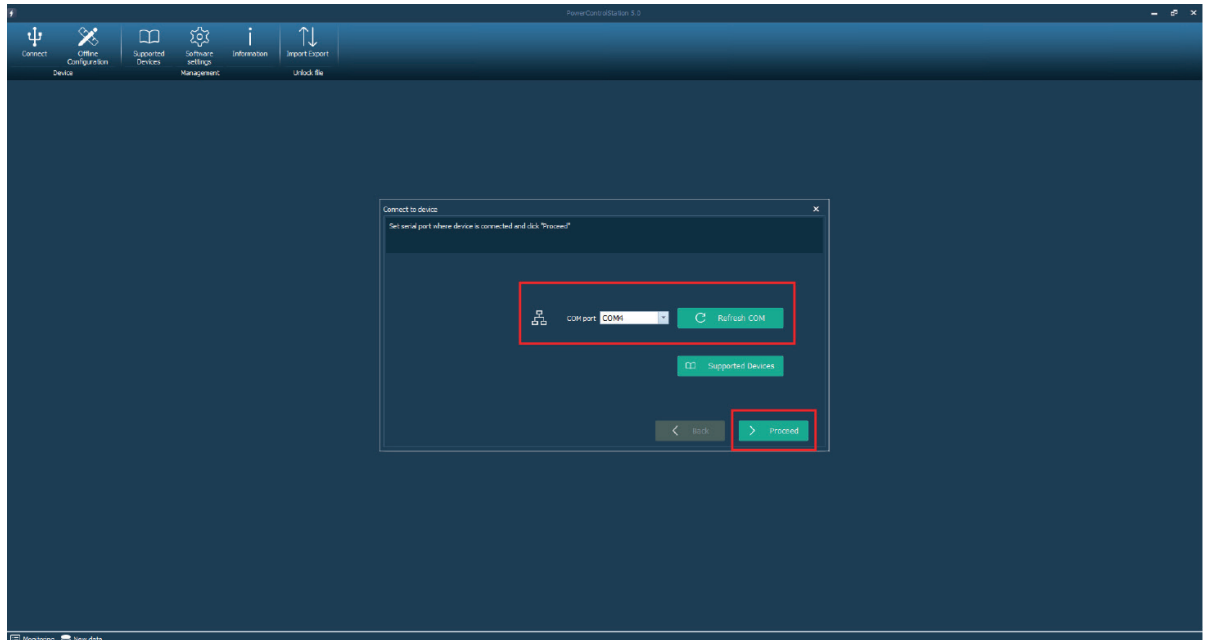 PowerControlStation 5.0
Connect
Offline
Configuration
Supported
Devices
Software
settings
Information
Import Export
Device
Management
Unlock file
Connect to device
Set serial port where device is connected and click "Proceed"
COM port COM4 Refresh COM
Supported Devices
Back Proceed
Monitoring New data